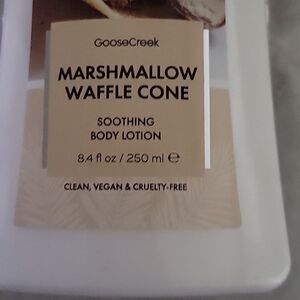 GooseCreek
MARSHMALLOW
WAFFLE CONE
SOOTHING
BODY LOTION
8.4 fl oz / 250 ml ℮
CLEAN, VEGAN & CRUELTY-FREE